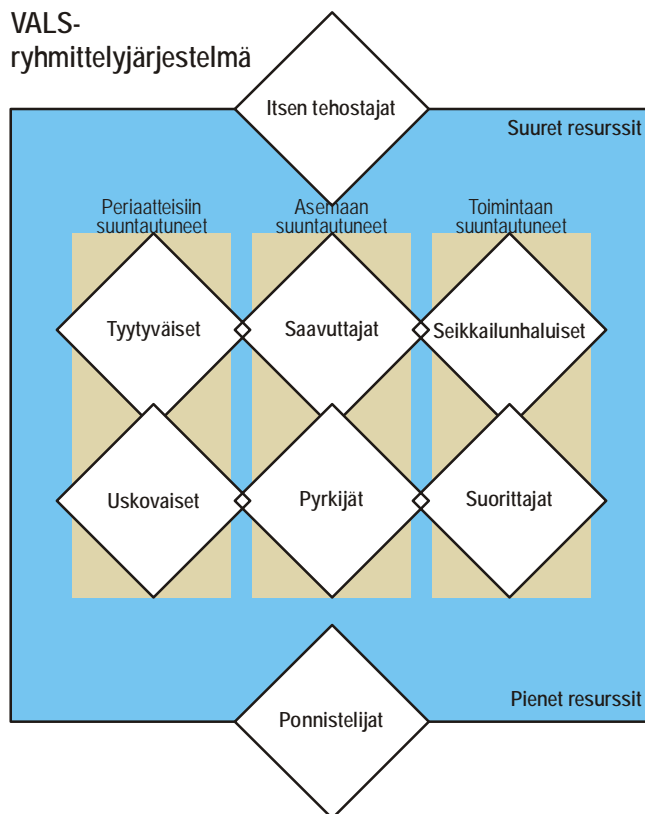 VALS-
ryhmittelyjärjestelmä
Itsen tehostajat
Suuret resurssit
Periaatteisiin
suuntautuneet
Asemaan
suuntautuneet
Toimintaan
suuntautuneet
Tyytyväiset
Saavuttajat
Seikkailunhaluiset
Uskovaiset
Pyrkijät
Suorittajat
Pienet resurssit
Ponnistelijat